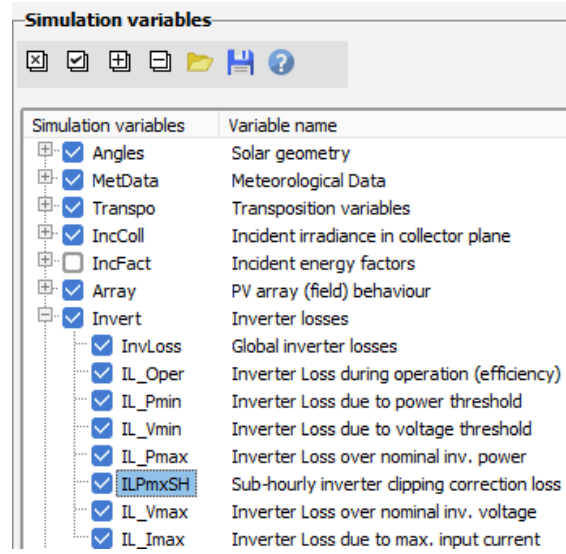 Simulation variables
Simulation variables Variable name
Angles Solar geometry
MetData Meteorological Data
Transpo Transposition variables
IncColl Incident irradiance in collector plane
IncFact Incident energy factors
Array PV array (field) behaviour
Invert Inverter losses
InvLoss Global inverter losses
IL_Oper Inverter Loss during operation (efficiency)
IL_Pmin Inverter Loss due to power threshold
IL_Vmin Inverter Loss due to voltage threshold
IL_Pmax Inverter Loss over nominal inv. power
ILPmxSH Sub-hourly inverter clipping correction loss
IL_Vmax Inverter Loss over nominal inv. voltage
IL_Imax Inverter Loss due to max. input current